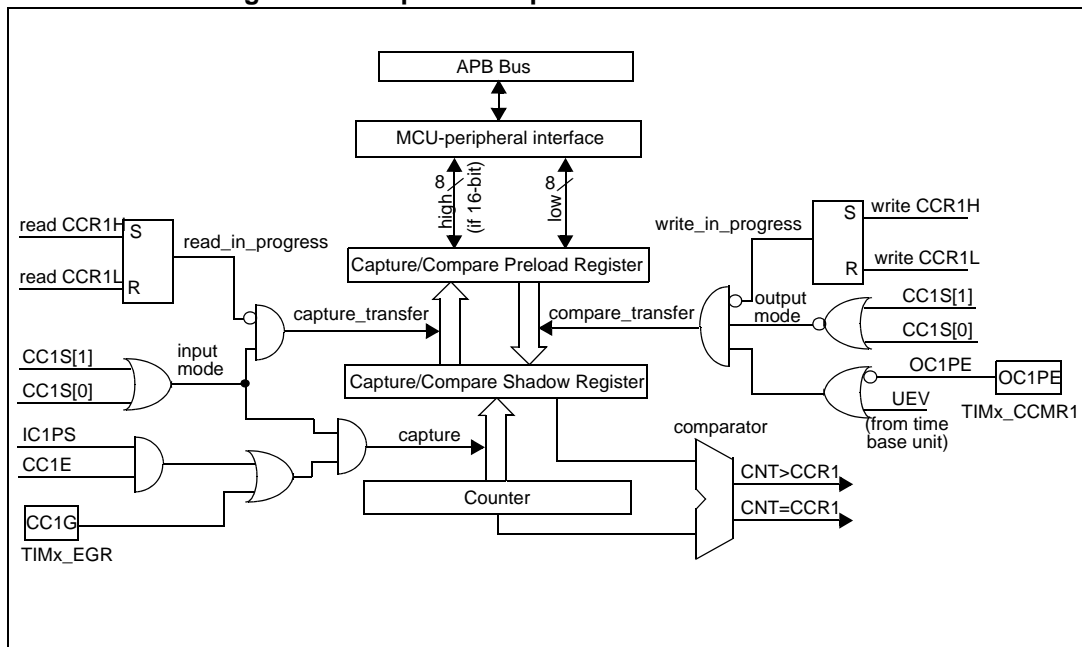 APB Bus
MCU-peripheral interface
8
high
(if 16-bit)
8
low
read CCR1H
S
read_in_progress
read CCR1L
R
write_in_progress
S
write CCR1H
R
write CCR1L
Capture/Compare Preload Register
capture_transfer
compare_transfer
output
mode
CC1S[1]
CC1S[0]
CC1S[1]
CC1S[0]
input
mode
Capture/Compare Shadow Register
OC1PE
OC1PE
UEV
TIMx_CCMR1
(from time
base unit)
IC1PS
CC1E
capture
comparator
CNT>CCR1
Counter
CNT=CCR1
CC1G
TIMx_EGR